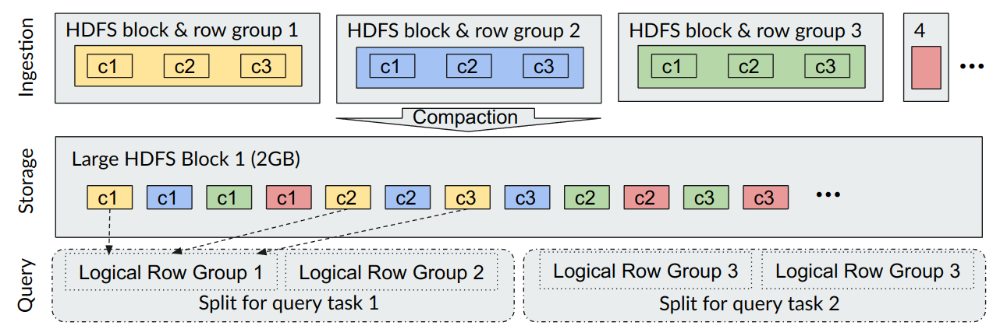 Ingestion
HDFS block & row group 1
c1 c2 c3
HDFS block & row group 2
c1 c2 c3
HDFS block & row group 3
c1 c2 c3
4
•••
Compaction
Storage
Large HDFS Block 1 (2GB)
c1 c1 c1 c1 c2 c2 c3 c3 c2 c2 c3 c3 •••
Query
Logical Row Group 1
Logical Row Group 2
Split for query task 1
Logical Row Group 3
Logical Row Group 3
Split for query task 2